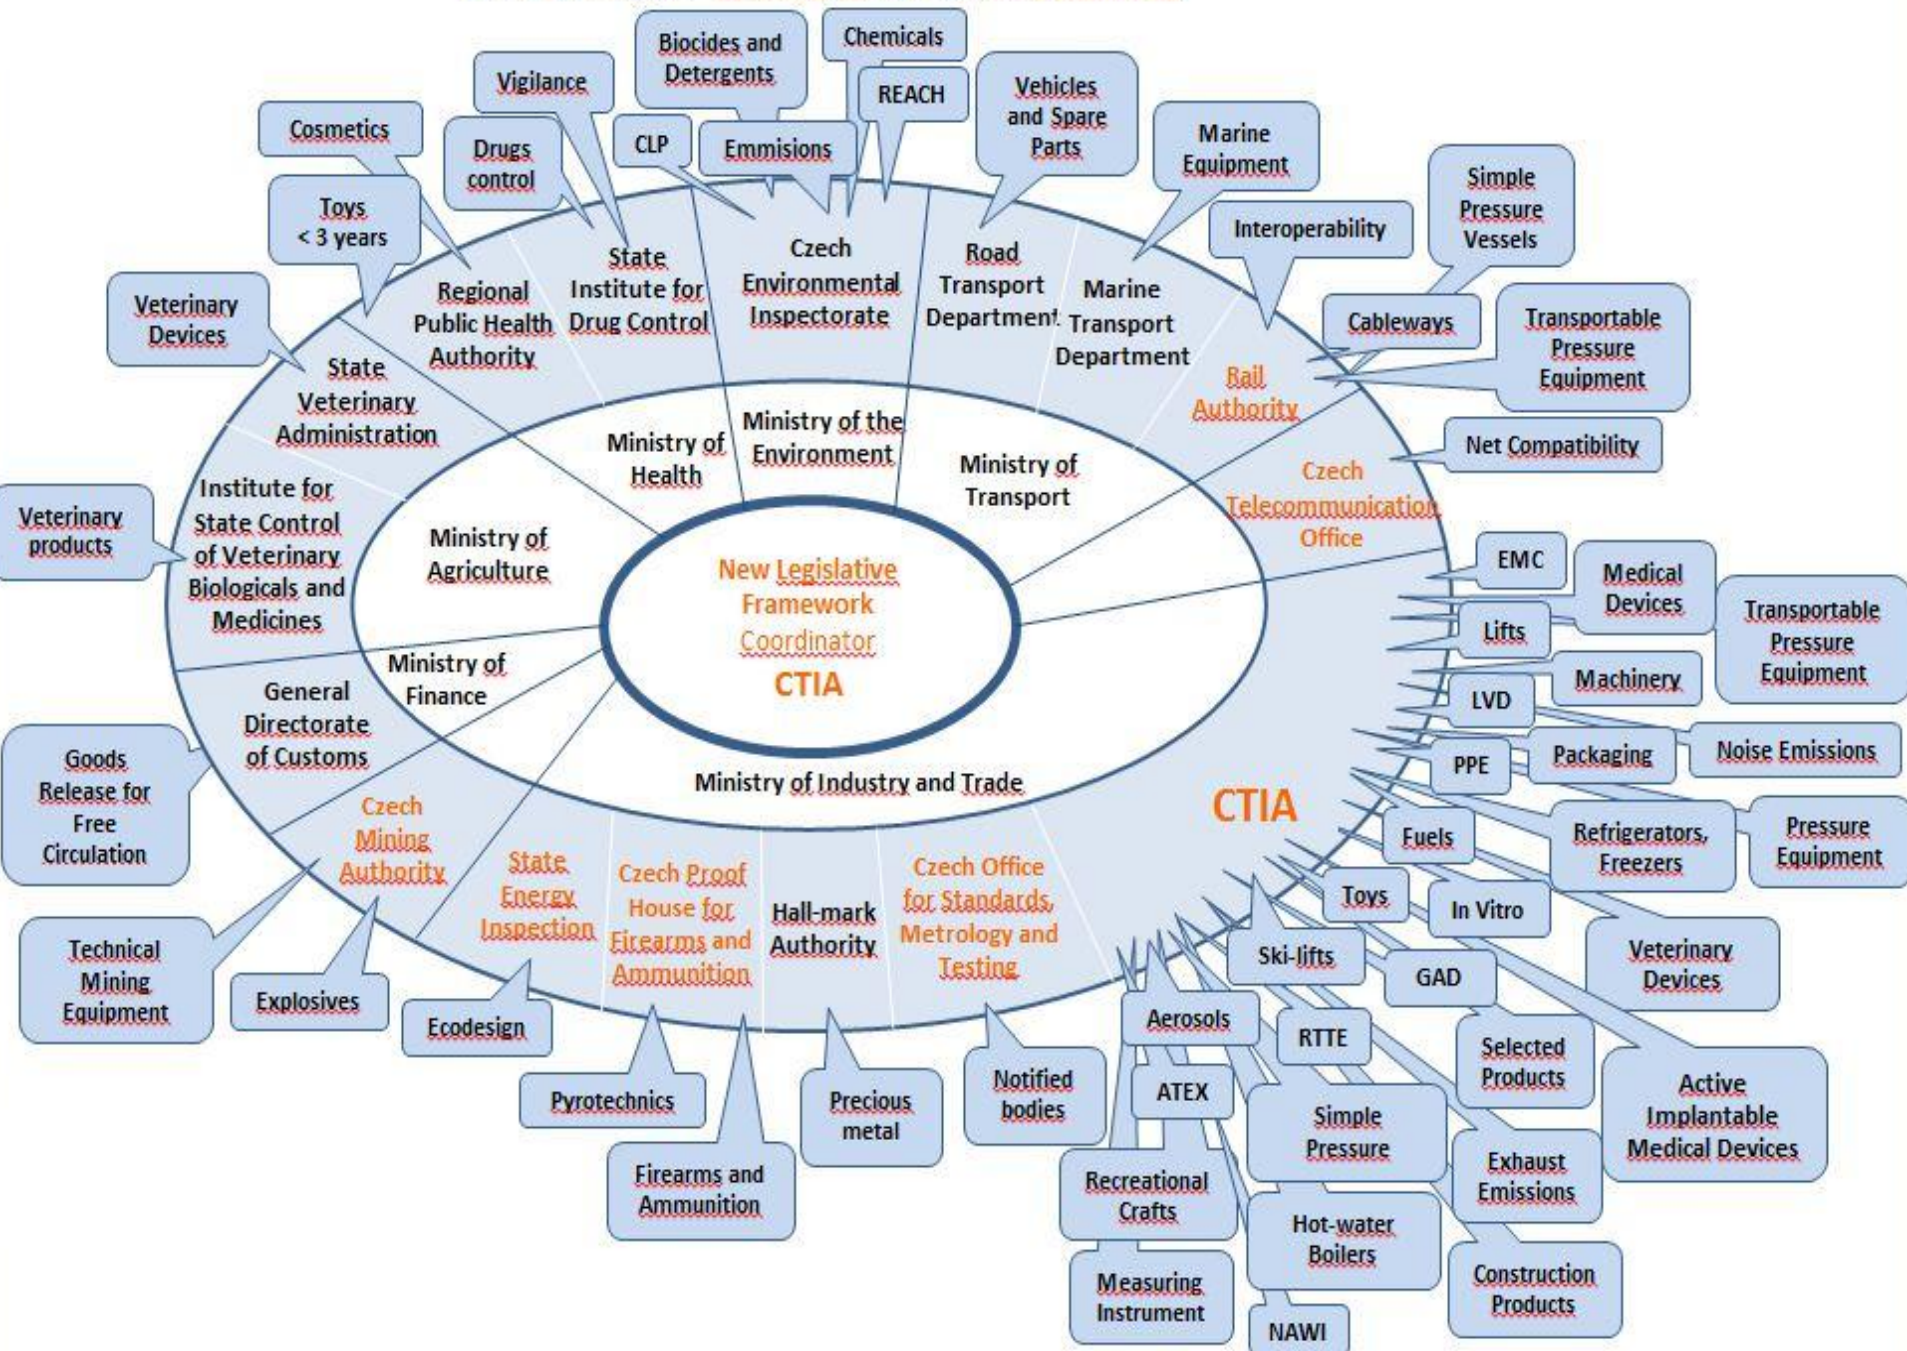 Biocides and
Detergents
Chemicals
Vigilance
REACH
Vehicles
and Spare
Parts
Cosmetics
Drugs
control
CLP
Emmisions
Marine
Equipment
Toys
< 3 years
Interoperability
Simple
Pressure
Vessels
Veterinary
Devices
Cableways
Transportable
Pressure
Equipment
Net Compatibility
Veterinary
products
State
Veterinary
Administration
Regional
Public Health
Authority
State
Institute for
Drug Control
Czech
Environmental
Inspectorate
Road
Transport
Department
Marine
Transport
Department
Rail
Authority
Czech
Telecommunication
Office
Institute for
State Control
of Veterinary
Biologicals and
Medicines
Ministry of
Agriculture
Ministry of
Health
Ministry of the
Environment
Ministry of
Transport
New Legislative
Framework
Coordinator
CTIA
Ministry of
Finance
General
Directorate
of Customs
Ministry of Industry and Trade
CTIA
Czech
Mining
Authority
State
Energy
Inspection
Czech Proof
House for
Firearms and
Ammunition
Hall-mark
Authority
Czech Office
for Standards,
Metrology and
Testing
Goods
Release for
Free
Circulation
Technical
Mining
Equipment
Explosives
Ecodesign
Pyrotechnics
Firearms and
Ammunition
Precious
metal
Notified
bodies
EMC
Medical
Devices
Transportable
Pressure
Equipment
Lifts
Machinery
LVD
Noise Emissions
Packaging
PPE
Pressure
Equipment
Refrigerators,
Freezers
Fuels
Toys
In Vitro
Veterinary
Devices
Ski-lifts
GAD
Aerosols
RTTE
Selected
Products
Active
Implantable
Medical Devices
ATEX
Simple
Pressure
Exhaust
Emissions
Recreational
Crafts
Hot-water
Boilers
Construction
Products
Measuring
Instrument
NAWI